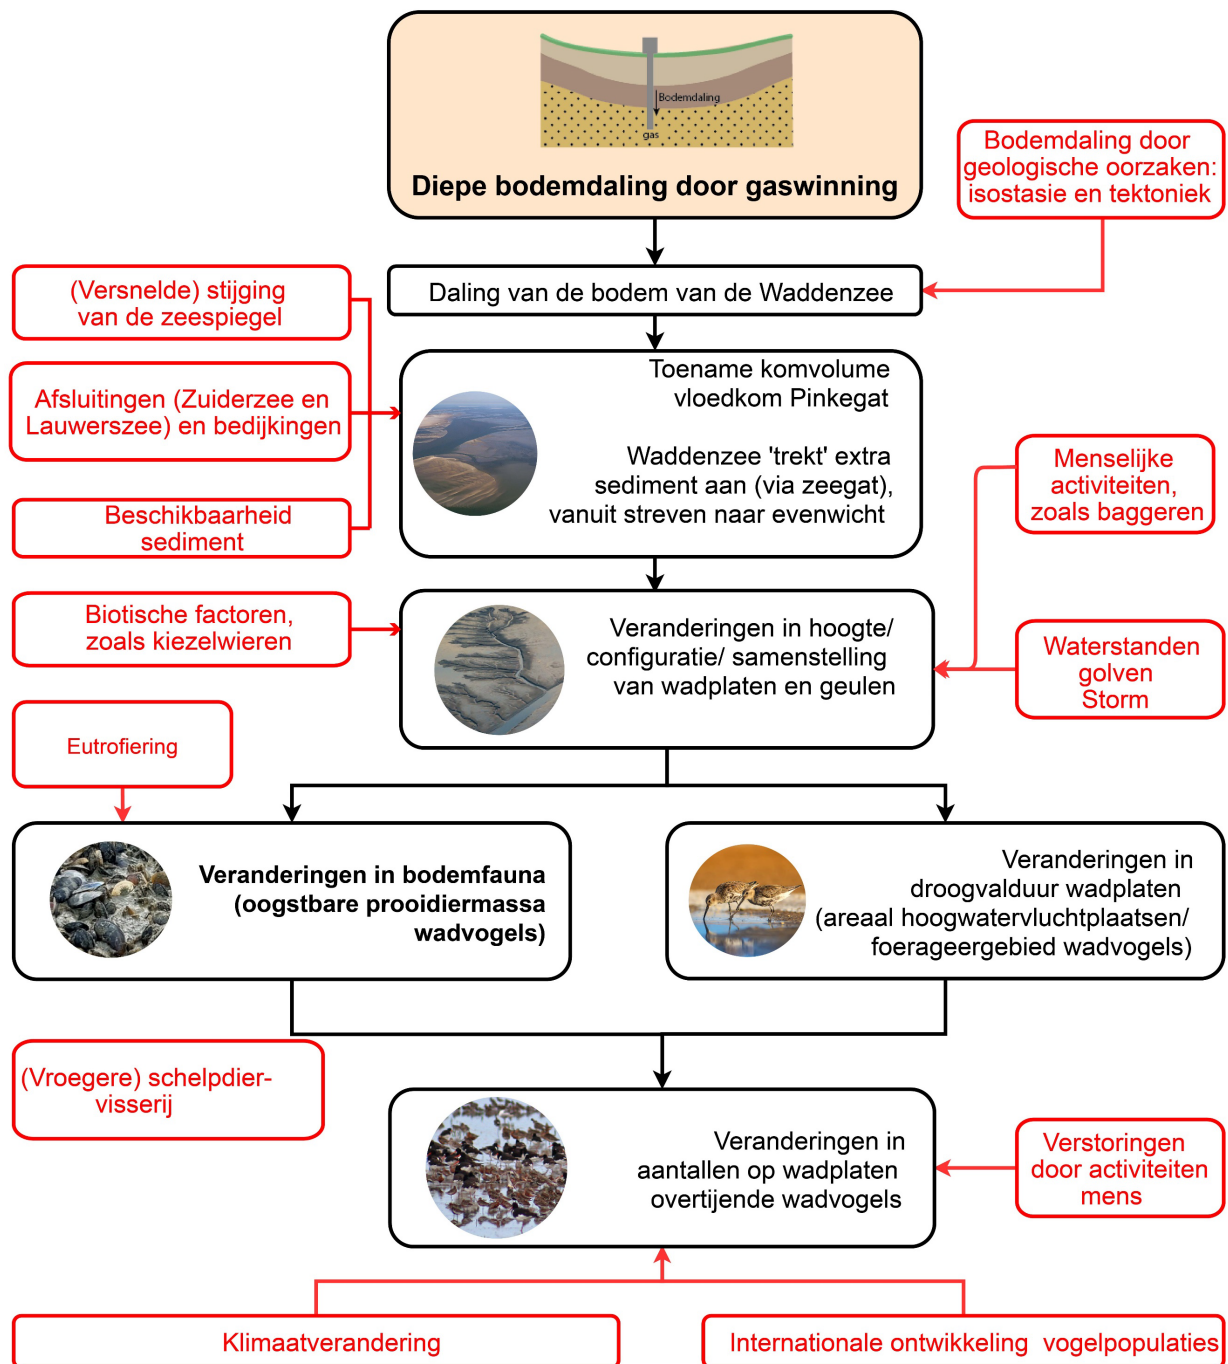 Bodemdaling
gas
Diepe bodemdaling door gaswinning
Bodemdaling door
geologische oorzaken:
isostasie en tektoniek
Daling van de bodem van de Waddenzee
(Versnelde) stijging
van de zeespiegel
Afsluitingen (Zuiderzee en
Lauwerszee) en bedijkingen
Beschikbaarheid
sediment
Toename komvolume
vloedkom Pinkegat
Waddenzee 'trekt' extra
sediment aan (via zeegat),
vanuit streven naar evenwicht
Menselijke
activiteiten,
zoals baggeren
Biotische factoren,
zoals kiezelwieren
Veranderingen in hoogte/
configuratie/ samenstelling
van wadplaten en geulen
Waterstanden
golven
Storm
Eutrofiering
Veranderingen in bodemfauna
(oogstbare prooidiermassa
wadvogels)
Veranderingen in
droogvalduur wadplaten
(areaal hoogwatervluchtplaatsen/
foerageergebied wadvogels)
(Vroegere) schelpdier-
visserij
Veranderingen in
aantallen op wadplaten
overtijende wadvogels
Verstoringen
door activiteiten
mens
Klimaatverandering
Internationale ontwikkeling vogelpopulaties